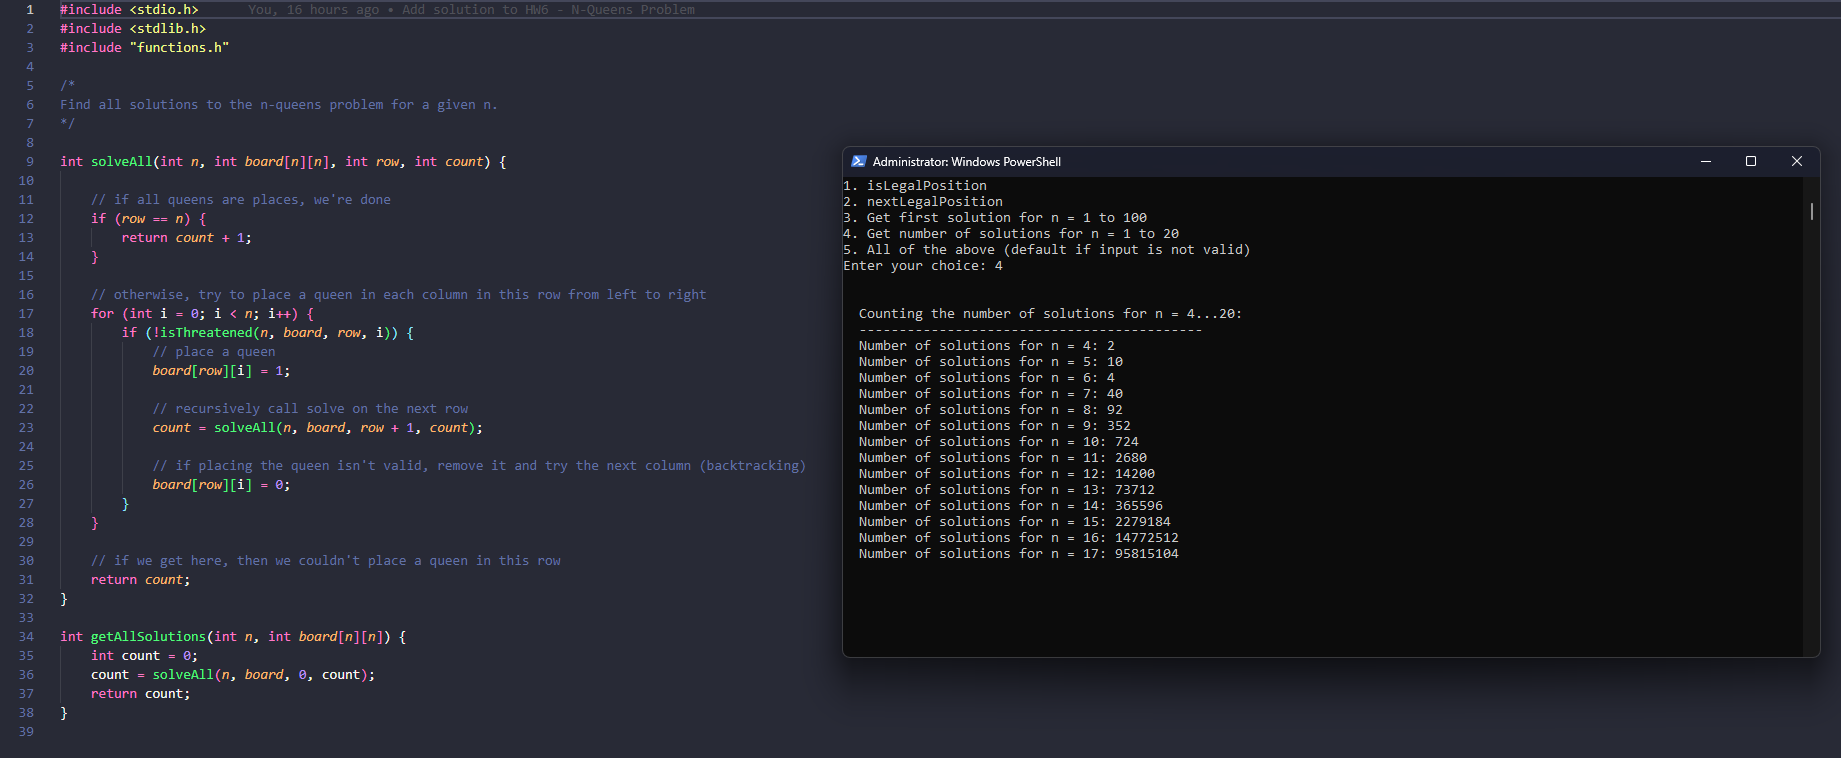 1 #include <stdio.h> You, 16 hours ago • Add solution to HW6 - N-Queens Problem
2 #include <stdlib.h>
3 #include "functions.h"
4
5 /*
6 Find all solutions to the n-queens problem for a given n.
7 */
8
9 int solveAll(int n, int board[n][n], int row, int count) {
10
11 // if all queens are places, we're done
12 if (row == n) {
13 return count + 1;
14 }
15
16 // otherwise, try to place a queen in each column in this row from left to right
17 for (int i = 0; i < n; i++) {
18 if (!isThreatened(n, board, row, i)) {
19 // place a queen
20 board[row][i] = 1;
21
22 // recursively call solve on the next row
23 count = solveAll(n, board, row + 1, count);
24
25 // if placing the queen isn't valid, remove it and try the next column (backtracking)
26 board[row][i] = 0;
27 }
28 }
29
30 // if we get here, then we couldn't place a queen in this row
31 return count;
32 }
33
34 int getAllSolutions(int n, int board[n][n]) {
35 int count = 0;
36 count = solveAll(n, board, 0, count);
37 return count;
38 }
39
Administrator: Windows PowerShell
1. isLegalPosition
2. nextLegalPosition
3. Get first solution for n = 1 to 100
4. Get number of solutions for n = 1 to 20
5. All of the above (default if input is not valid)
Enter your choice: 4
Counting the number of solutions for n = 4...20:
-------------------------------------------
Number of solutions for n = 4: 2
Number of solutions for n = 5: 10
Number of solutions for n = 6: 4
Number of solutions for n = 7: 40
Number of solutions for n = 8: 92
Number of solutions for n = 9: 352
Number of solutions for n = 10: 724
Number of solutions for n = 11: 2680
Number of solutions for n = 12: 14200
Number of solutions for n = 13: 73712
Number of solutions for n = 14: 365596
Number of solutions for n = 15: 2279184
Number of solutions for n = 16: 14772512
Number of solutions for n = 17: 95815104